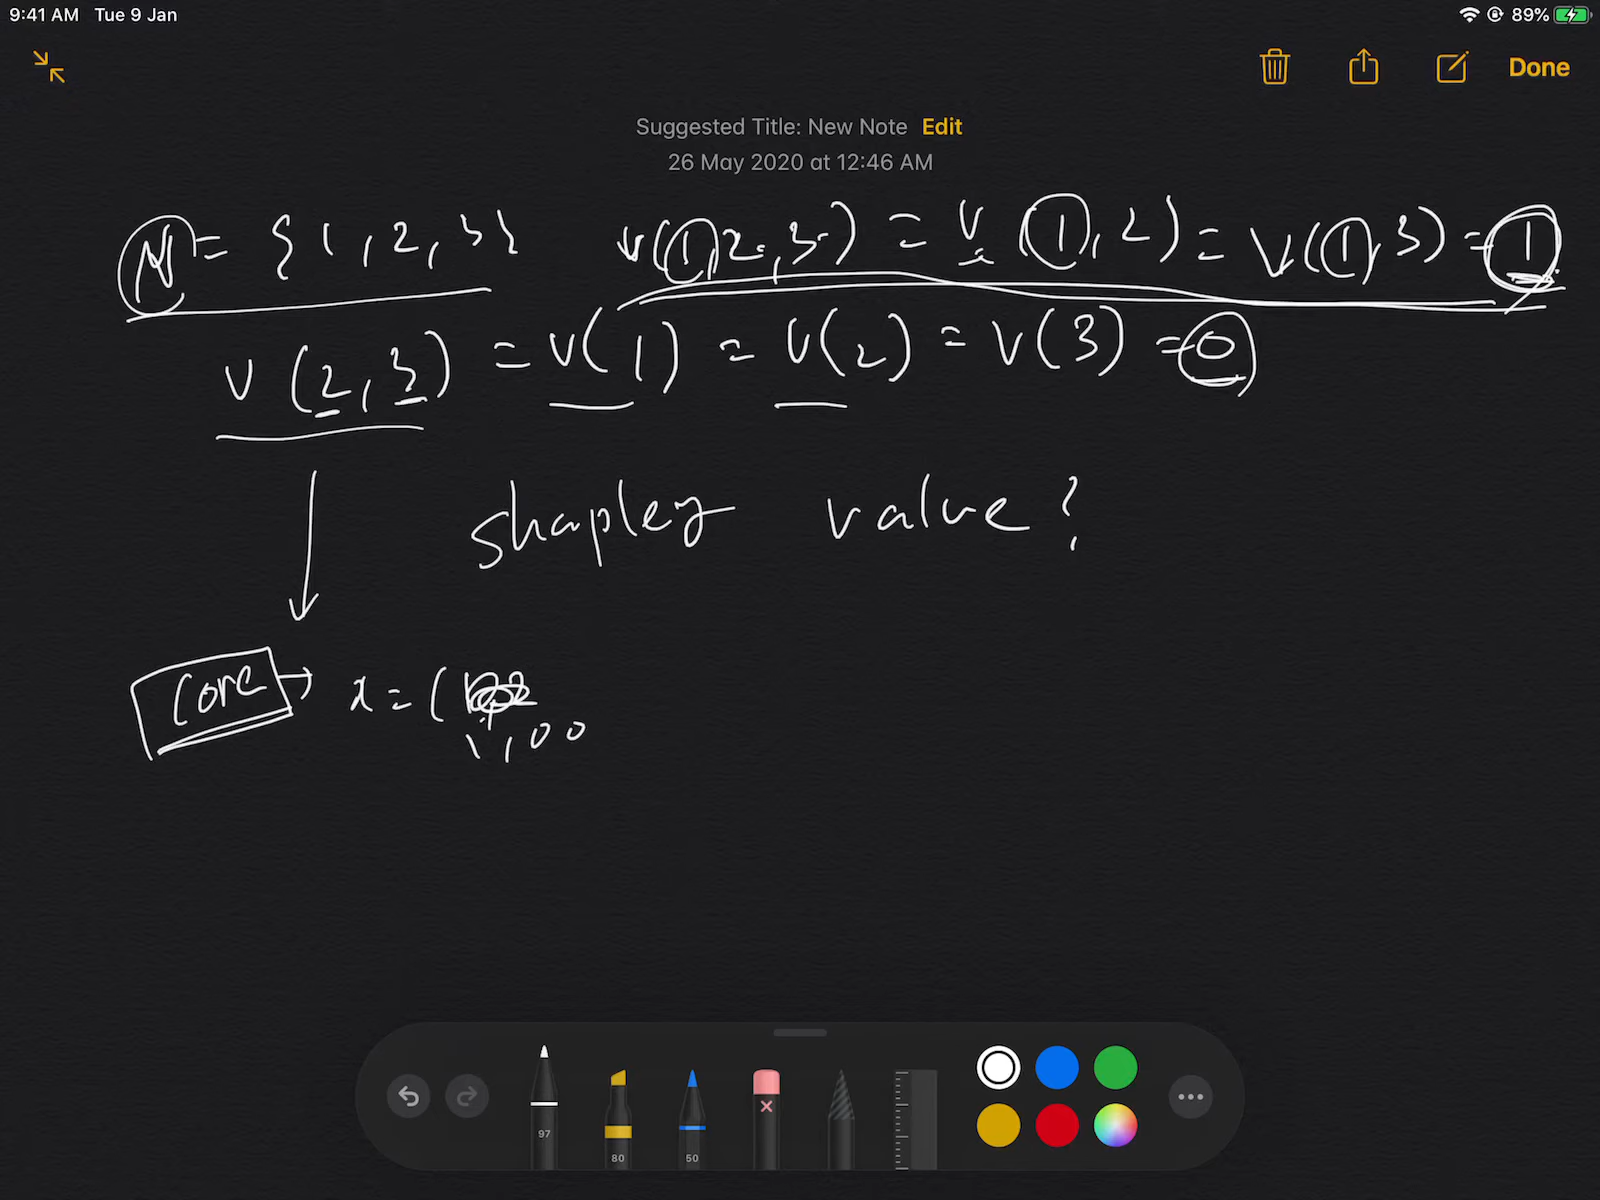 9:41 AM Tue 9 Jan 89%
Done
Suggested Title: New Note Edit
26 May 2020 at 12:46 AM
N = {1, 2, 3} v(1,2,3) = v(1,2) = v(1,3) = 1
v(2,3) = v(1) = v(2) = v(3) = 0
shapley value?
Core → x = (
1, 0 0
97 80 50